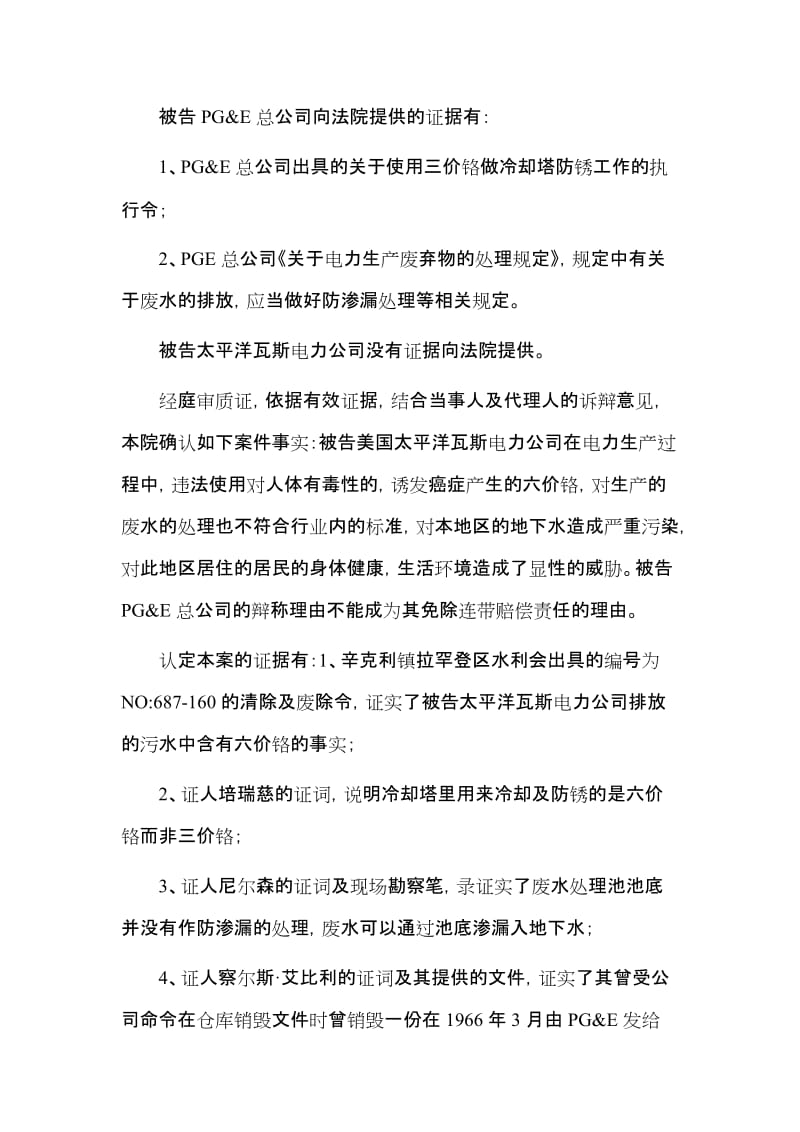 被告 PG&E 总公司向法院提供的证据有：
1、PG&E 总公司出具的关于使用三价铬做冷却塔防锈工作的执
行令；
2、PGE 总公司《关于电力生产废弃物的处理规定》，规定中有关
于废水的排放，应当做好防渗漏处理等相关规定。
被告太平洋瓦斯电力公司没有证据向法院提供。
经庭审质证，依据有效证据，结合当事人及代理人的诉辩意见，
本院确认如下案件事实：被告美国太平洋瓦斯电力公司在电力生产过
程中，违法使用对人体有毒性的，诱发癌症产生的六价铬，对生产的
废水的处理也不符合行业内的标准，对本地区的地下水造成严重污染，
对此地区居住的居民的身体健康，生活环境造成了显性的威胁。被告
PG&E 总公司的辩称理由不能成为其免除连带赔偿责任的理由。
认定本案的证据有：1、辛克利镇拉罕登区水利会出具的编号为
NO:687-160 的清除及废除令，证实了被告太平洋瓦斯电力公司排放
的污水中含有六价铬的事实；
2、证人培瑞慈的证词，说明冷却塔里用来冷却及防锈的是六价
铬而非三价铬；
3、证人尼尔森的证词及现场勘察笔，录证实了废水处理池池底
并没有作防渗漏的处理，废水可以通过池底渗漏入地下水；
4、证人察尔斯·艾比利的证词及其提供的文件，证实了其曾受公
司命令在仓库销毁文件时曾销毁一份在 1966 年 3 月由 PG&E 发给